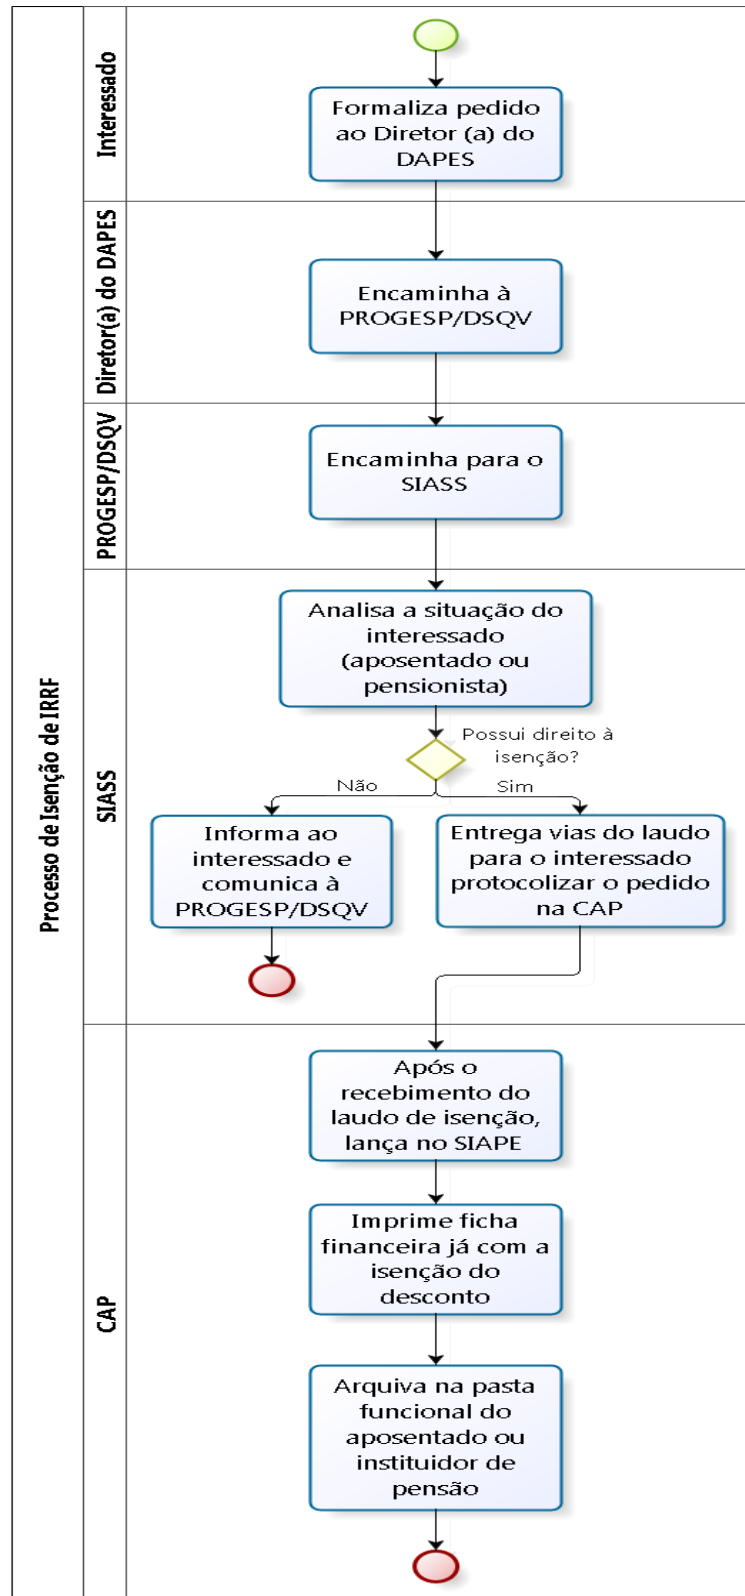 Processo de Isenção de IRRF
Interessado
Formaliza pedido
ao Diretor (a) do
DAPES
Diretor(a) do DAPES
Encaminha à
PROGESP/DSQV
PROGESP/DSQV
Encaminha para o
SIASS
SIASS
Analisa a situação do
interessado
(aposentado ou
pensionista)
Possui direito à
isenção?
Não
Sim
Informa ao
interessado e
comunica à
PROGESP/DSQV
Entrega vias do laudo
para o interessado
protocolizar o pedido
na CAP
CAP
Após o
recebimento do
laudo de isenção,
lança no SIAPE
Imprime ficha
financeira já com a
isenção do
desconto
Arquiva na pasta
funcional do
aposentado ou
instituidor de
pensão